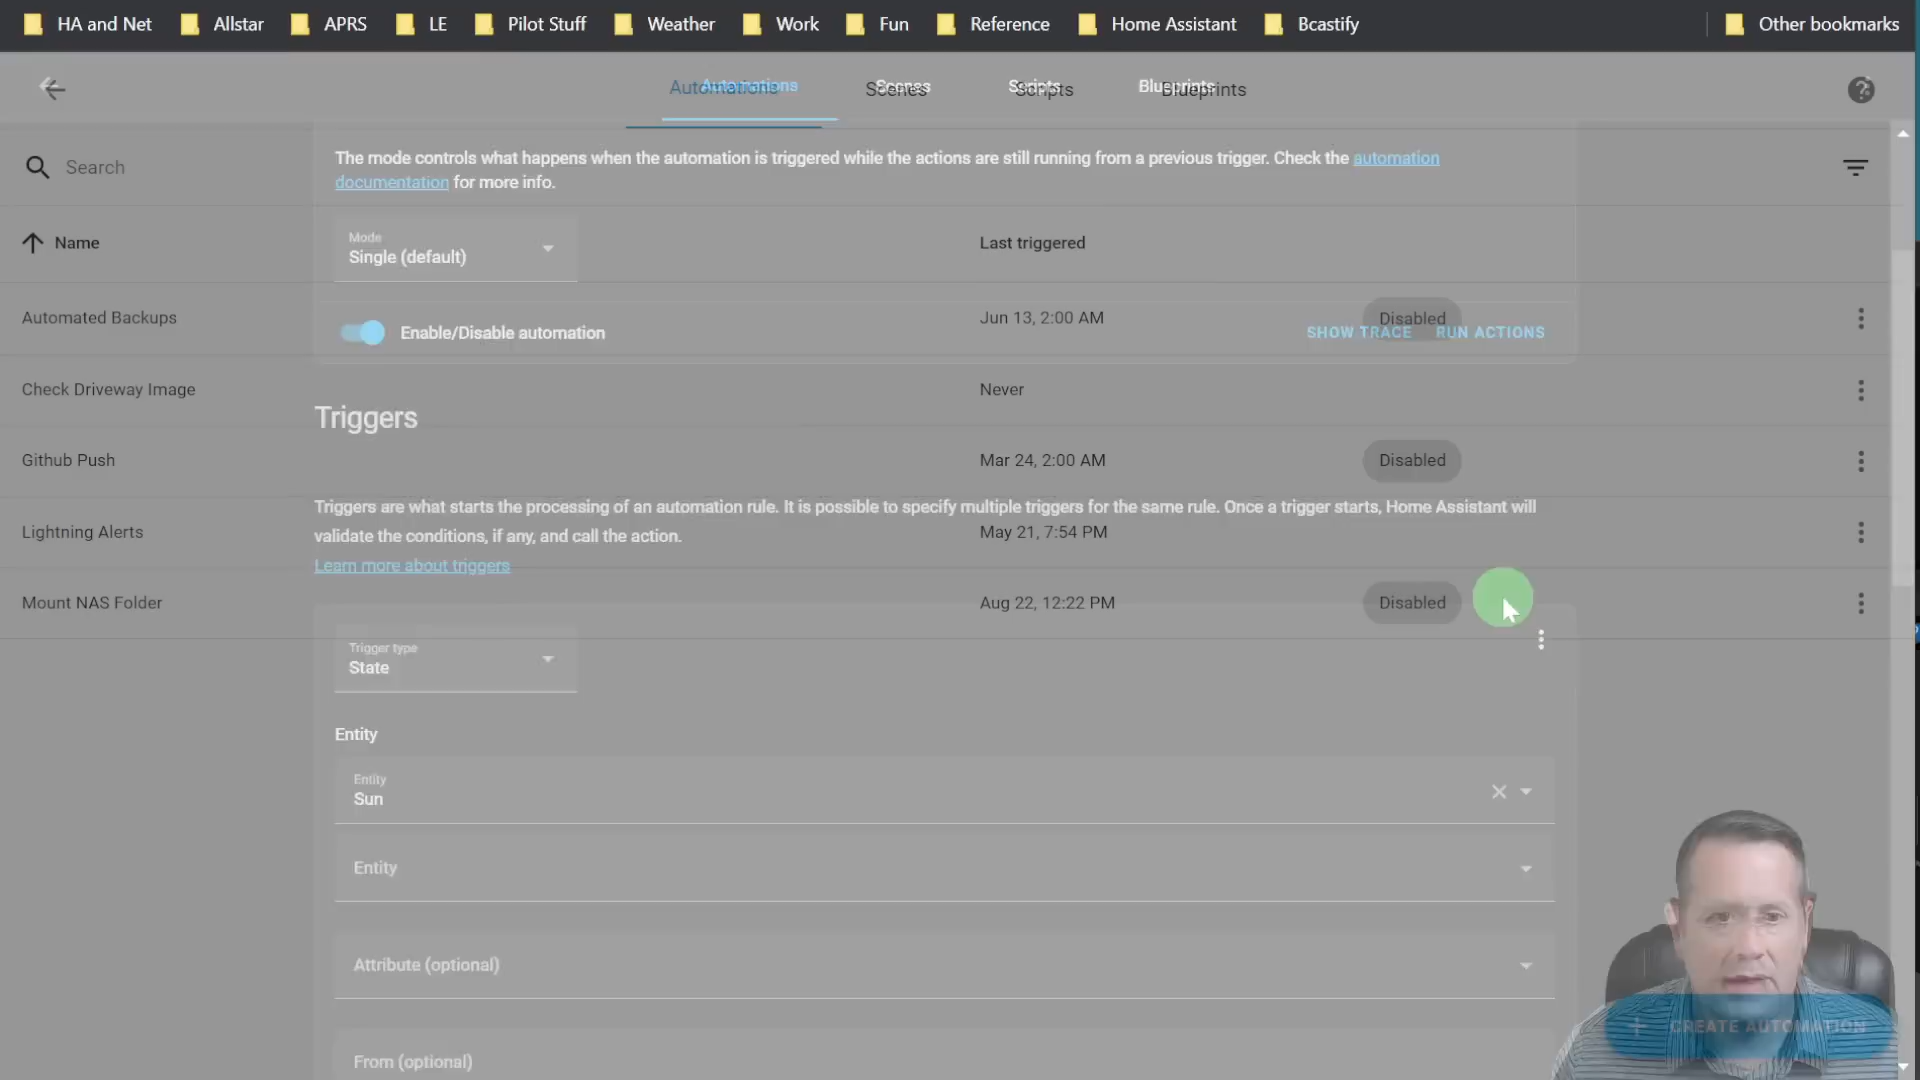 HA and Net Allstar APRS LE Pilot Stuff Weather Work Fun Reference Home Assistant Bcastify Other bookmarks
Automations Scenes Scripts Blueprints
Automations Scenes Scripts Blueprints
Search
The mode controls what happens when the automation is triggered while the actions are still running from a previous trigger. Check the automation
documentation for more info.
Name Last triggered
Mode
Single (default)
Automated Backups Jun 13, 2:00 AM Disabled
Enable/Disable automation SHOW TRACE RUN ACTIONS
Check Driveway Image Never
Triggers
Github Push Mar 24, 2:00 AM Disabled
Triggers are what starts the processing of an automation rule. It is possible to specify multiple triggers for the same rule. Once a trigger starts, Home Assistant will
Lightning Alerts May 21, 7:54 PM
validate the conditions, if any, and call the action.
Learn more about triggers
Mount NAS Folder Aug 22, 12:22 PM Disabled
Trigger type
State
Entity
Entity
Sun
Entity
Attribute (optional)
From (optional)
+ CREATE AUTOMATION